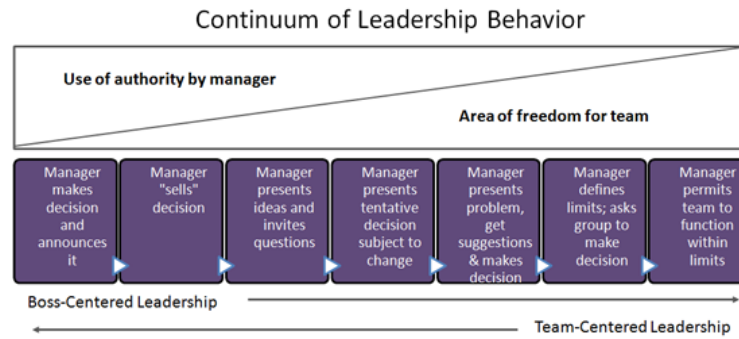 Continuum of Leadership Behavior
Use of authority by manager
Area of freedom for team
Manager
makes
decision
and
announces
it
Manager
"sells"
decision
Manager
presents
ideas and
invites
questions
Manager
presents
tentative
decision
subject to
change
Manager
presents
problem,
get
suggestions
& makes
decision
Manager
defines
limits; asks
group to
make
decision
Manager
permits
team to
function
within
limits
Boss-Centered Leadership
Team-Centered Leadership